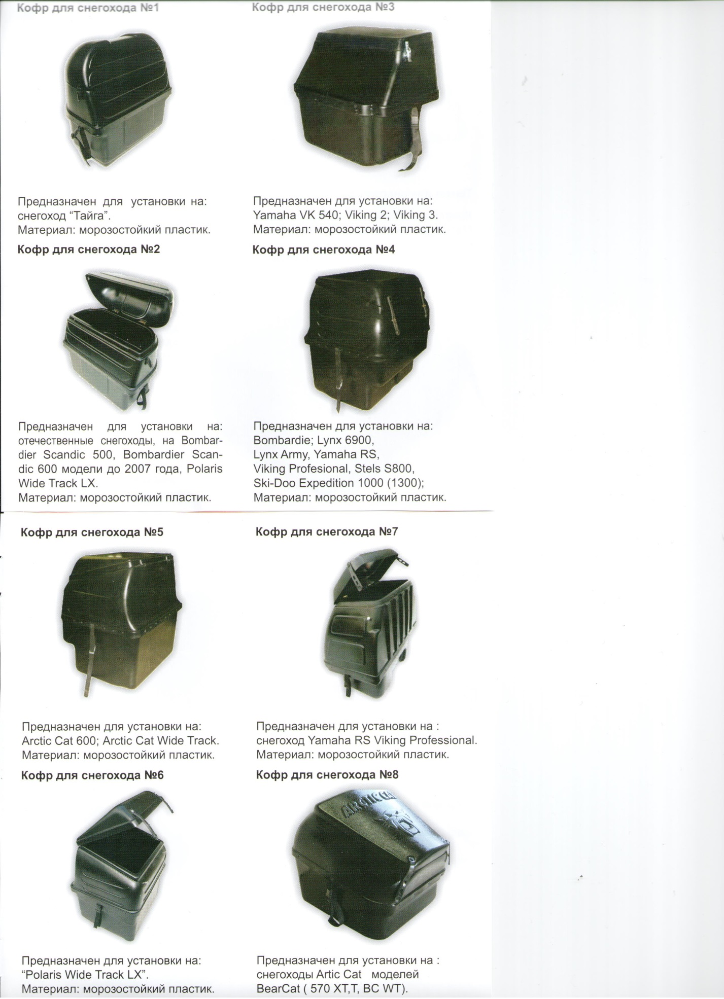 Кофр для снегохода №1
Предназначен для установки на:
снегоход “Тайга”.
Материал: морозостойкий пластик.
Кофр для снегохода №2
Предназначен для установки на:
отечественные снегоходы, на Bombar-
dier Scandic 500, Bombardier Scan-
dic 600 модели до 2007 года, Polaris
Wide Track LX.
Материал: морозостойкий пластик.
Кофр для снегохода №3
Предназначен для установки на:
Yamaha VK 540; Viking 2; Viking 3.
Материал: морозостойкий пластик.
Кофр для снегохода №4
Предназначен для установки на:
Bombardie; Lynx 6900,
Lynx Army, Yamaha RS,
Viking Profesional, Stels S800,
Ski-Doo Expedition 1000 (1300);
Материал: морозостойкий пластик.
Кофр для снегохода №5
Предназначен для установки на:
Arctic Cat 600; Arctic Cat Wide Track.
Материал: морозостойкий пластик.
Кофр для снегохода №6
Предназначен для установки на:
“Polaris Wide Track LX”.
Материал: морозостойкий пластик.
Кофр для снегохода №7
Предназначен для установки на :
снегоход Yamaha RS Viking Professional.
Материал: морозостойкий пластик.
Кофр для снегохода №8
ARCTIC CAT
Предназначен для установки на :
снегоходы Artic Cat моделей
BearCat ( 570 XT,T, BC WT).